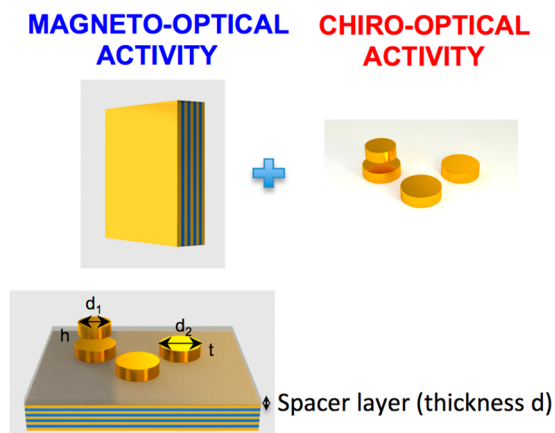 MAGNETO-OPTICAL
ACTIVITY
CHIRO-OPTICAL
ACTIVITY
d₁
h
d₂
t
Spacer layer (thickness d)